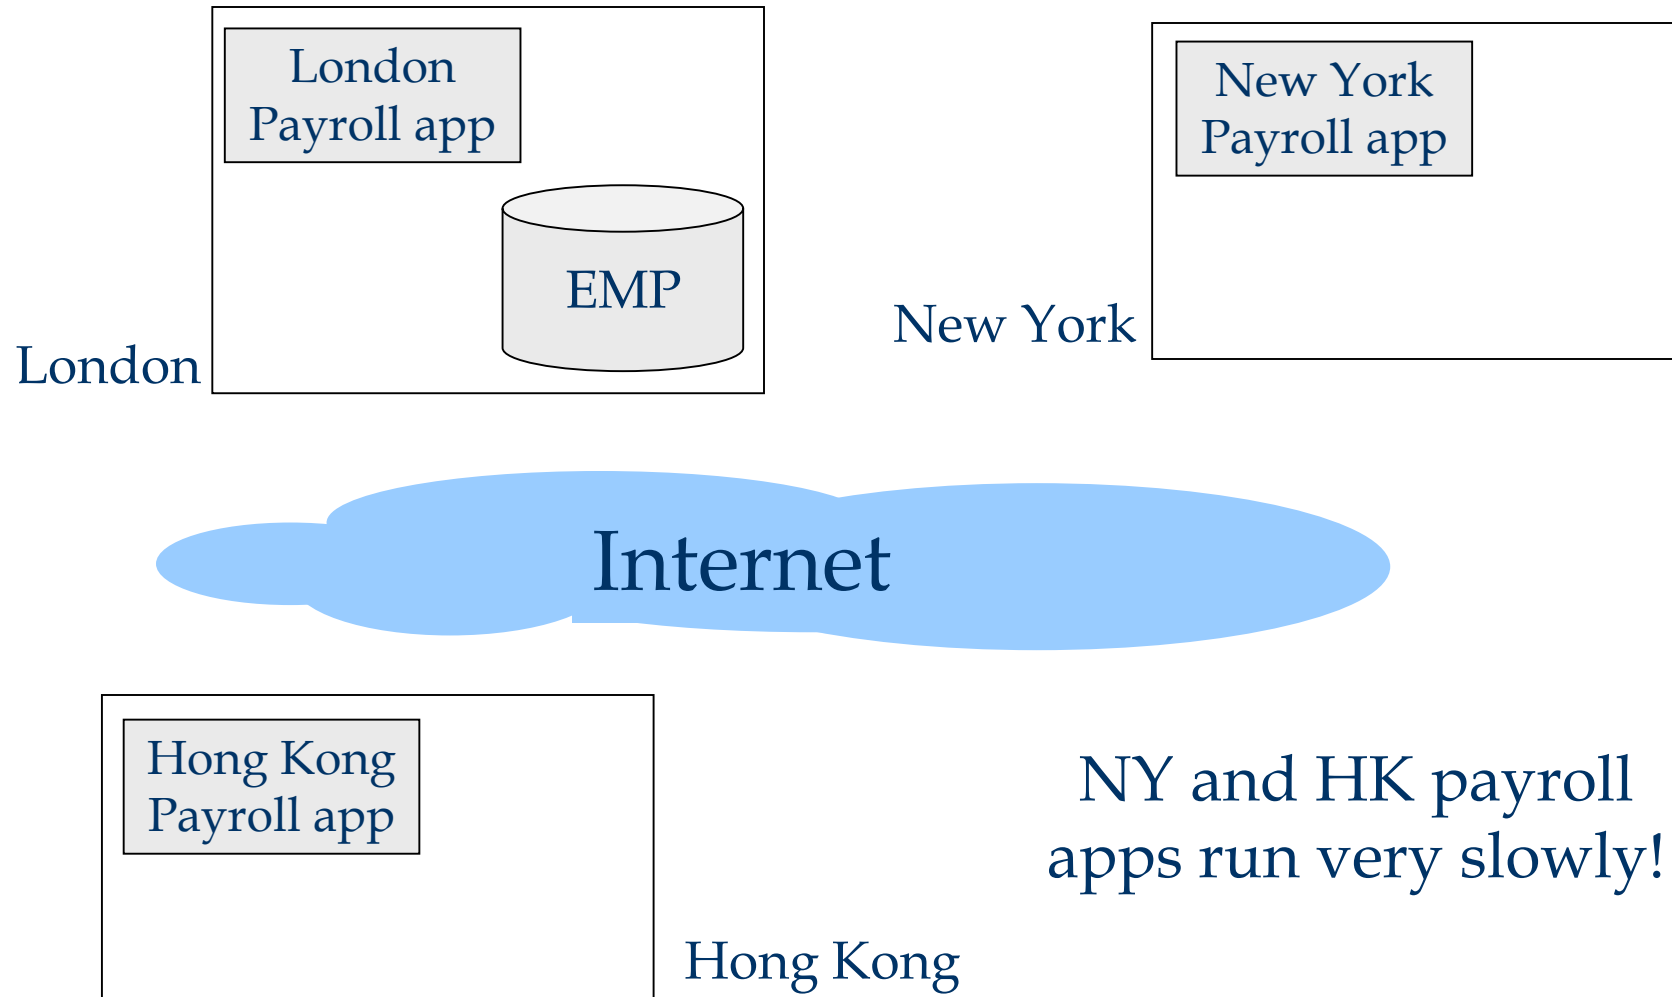 London
Payroll app
EMP
London
New York
Payroll app
New York
Internet
Hong Kong
Payroll app
Hong Kong
NY and HK payroll
apps run very slowly!